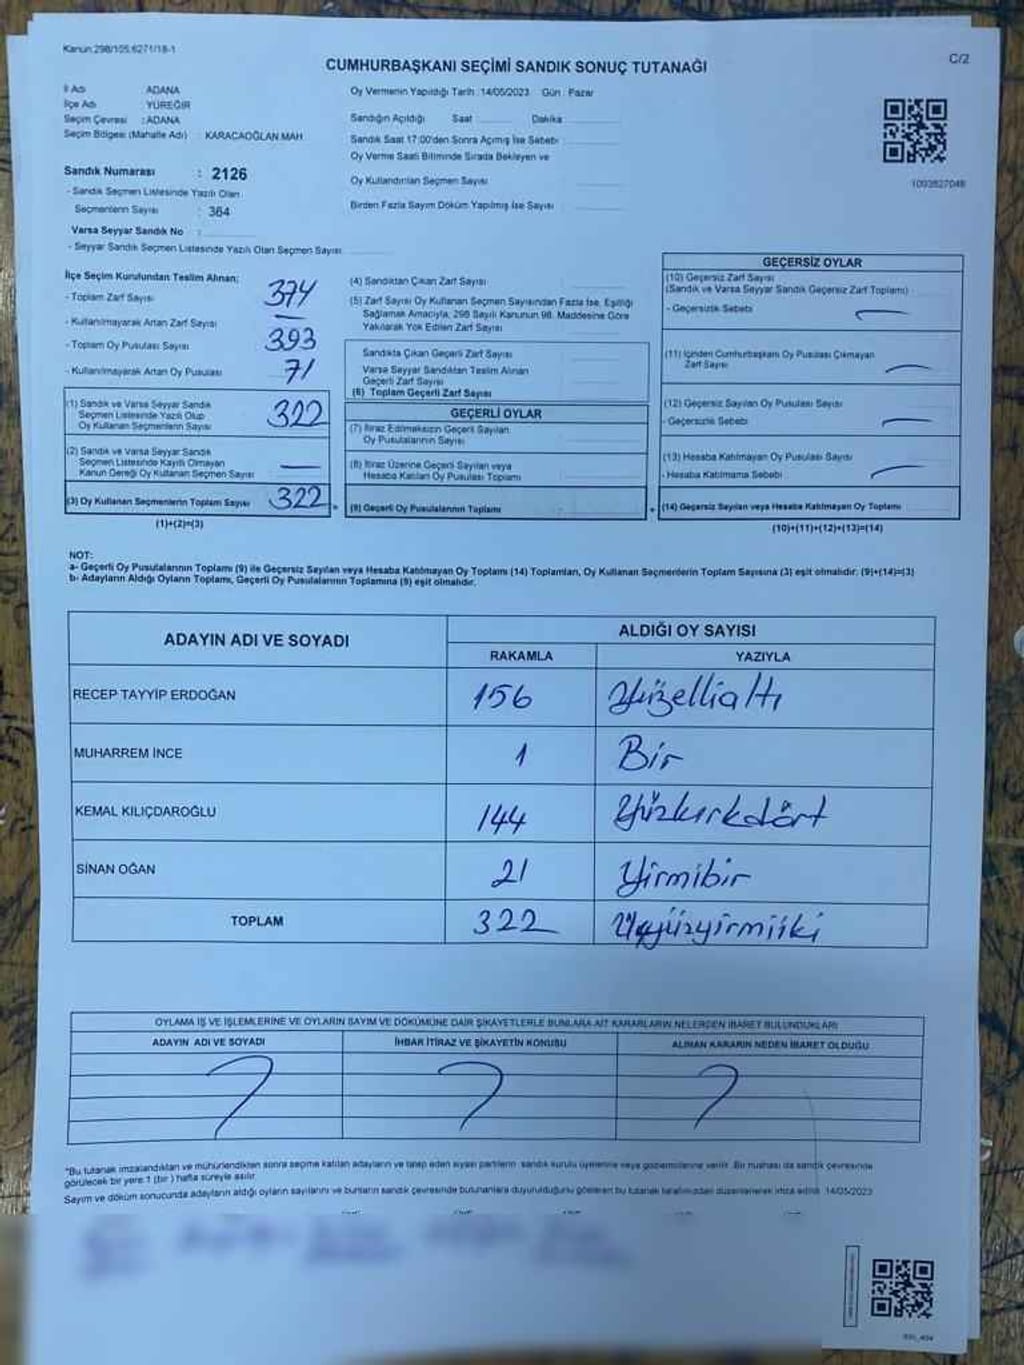 Kanun:298/105;6271/18-1
C/2
CUMHURBAŞKANI SEÇİMİ SANDIK SONUÇ TUTANAĞI
İl Adı : ADANA
İlçe Adı : YÜREĞİR
Seçim Çevresi : ADANA
Seçim Bölgesi (Mahalle Adı) : KARACAOĞLAN MAH
Sandık Numarası : 2126
- Sandık Seçmen Listesinde Yazılı Olan
Seçmenlerin Sayısı : 364
Varsa Seyyar Sandık No :
- Seyyar Sandık Seçmen Listesinde Yazılı Olan Seçmen Sayısı
Oy Vermenin Yapıldığı Tarih : 14/05/2023 Gün : Pazar
Sandığın Açıldığı Saat Dakika
Sandık Saat 17:00'den Sonra Açılmış İse Sebebi
Oy Verme Saati Bitiminde Sırada Bekleyen ve
Oy Kullandırılan Seçmen Sayısı
Birden Fazla Sayım Döküm Yapılmış İse Sayısı
1093627048
İlçe Seçim Kurulundan Teslim Alınan;
- Toplam Zarf Sayısı 374
- Kullanılmayarak Artan Zarf Sayısı —
- Toplam Oy Pusulası Sayısı 393
- Kullanılmayarak Artan Oy Pusulası 71
(1) Sandık ve Varsa Seyyar Sandık
Seçmen Listesinde Yazılı Olup
Oy Kullanan Seçmenlerin Sayısı 322
(2) Sandık ve Varsa Seyyar Sandık
Seçmen Listesinde Kayıtlı Olmayan
Kanun Gereği Oy Kullanan Seçmen Sayısı —
(3) Oy Kullanan Seçmenlerin Toplam Sayısı 322 =
(1)+(2)=(3)
(4) Sandıktan Çıkan Zarf Sayısı
(5) Zarf Sayısı Oy Kullanan Seçmen Sayısından Fazla İse, Eşitliği
Sağlamak Amacıyla, 298 Sayılı Kanunun 98. Maddesine Göre
Yakılarak Yok Edilen Zarf Sayısı
Sandıkta Çıkan Geçerli Zarf Sayısı
Varsa Seyyar Sandıktan Teslim Alınan
Geçerli Zarf Sayısı
(6) Toplam Geçerli Zarf Sayısı
GEÇERLİ OYLAR
(7) İtiraz Edilmeksizin Geçerli Sayılan
Oy Pusulalarının Sayısı
(8) İtiraz Üzerine Geçerli Sayılan veya
Hesaba Katılan Oy Pusulası Toplamı
(9) Geçerli Oy Pusulalarının Toplamı +
GEÇERSİZ OYLAR
(10) Geçersiz Zarf Sayısı
(Sandık ve Varsa Seyyar Sandık Geçersiz Zarf Toplamı)
- Geçersizlik Sebebi —
(11) İçinden Cumhurbaşkanı Oy Pusulası Çıkmayan
Zarf Sayısı —
(12) Geçersiz Sayılan Oy Pusulası Sayısı
- Geçersizlik Sebebi —
(13) Hesaba Katılmayan Oy Pusulası Sayısı
- Hesaba Katılmama Sebebi —
(14) Geçersiz Sayılan veya Hesaba Katılmayan Oy Toplamı
(10)+(11)+(12)+(13)=(14)
NOT:
a- Geçerli Oy Pusulalarının Toplamı (9) ile Geçersiz Sayılan veya Hesaba Katılmayan Oy Toplamı (14) Toplamları, Oy Kullanan Seçmenlerin Toplam Sayısına (3) eşit olmalıdır. (9)+(14)=(3)
b- Adayların Aldığı Oyların Toplamı, Geçerli Oy Pusulalarının Toplamına (9) eşit olmalıdır.
ADAYIN ADI VE SOYADI ALDIĞI OY SAYISI
RAKAMLA YAZIYLA
RECEP TAYYİP ERDOĞAN 156 Yüzellialtı
MUHARREM İNCE 1 Bir
KEMAL KILIÇDAROĞLU 144 Yüzkırkdört
SİNAN OĞAN 21 Yirmibir
TOPLAM 322 Üçyüzyirmiiki
OYLAMA İŞ VE İŞLEMLERİNE VE OYLARIN SAYIM VE DÖKÜMÜNE DAİR ŞİKAYETLERLE BUNLARA AİT KARARLARIN NELERDEN İBARET BULUNDUKLARI
ADAYIN ADI VE SOYADI İHBAR İTİRAZ VE ŞİKAYETİN KONUSU ALINAN KARARIN NEDEN İBARET OLDUĞU
*Bu tutanak imzalandıktan ve mühürlendikten sonra seçime katılan adayların ve talep eden siyasi partilerin sandık kurulu üyelerine veya gözlemcilerine verilir. Bir nüshası da sandık çevresinde
görülecek bir yere 1 (bir) hafta süreyle asılır.
Sayım ve döküm sonucunda adayların aldığı oyların sayılarını ve bunların sandık çevresinde bulunanlara duyurulduğunu gösteren bu tutanak tarafımızdan düzenlenerek imza edildi. 14/05/2023